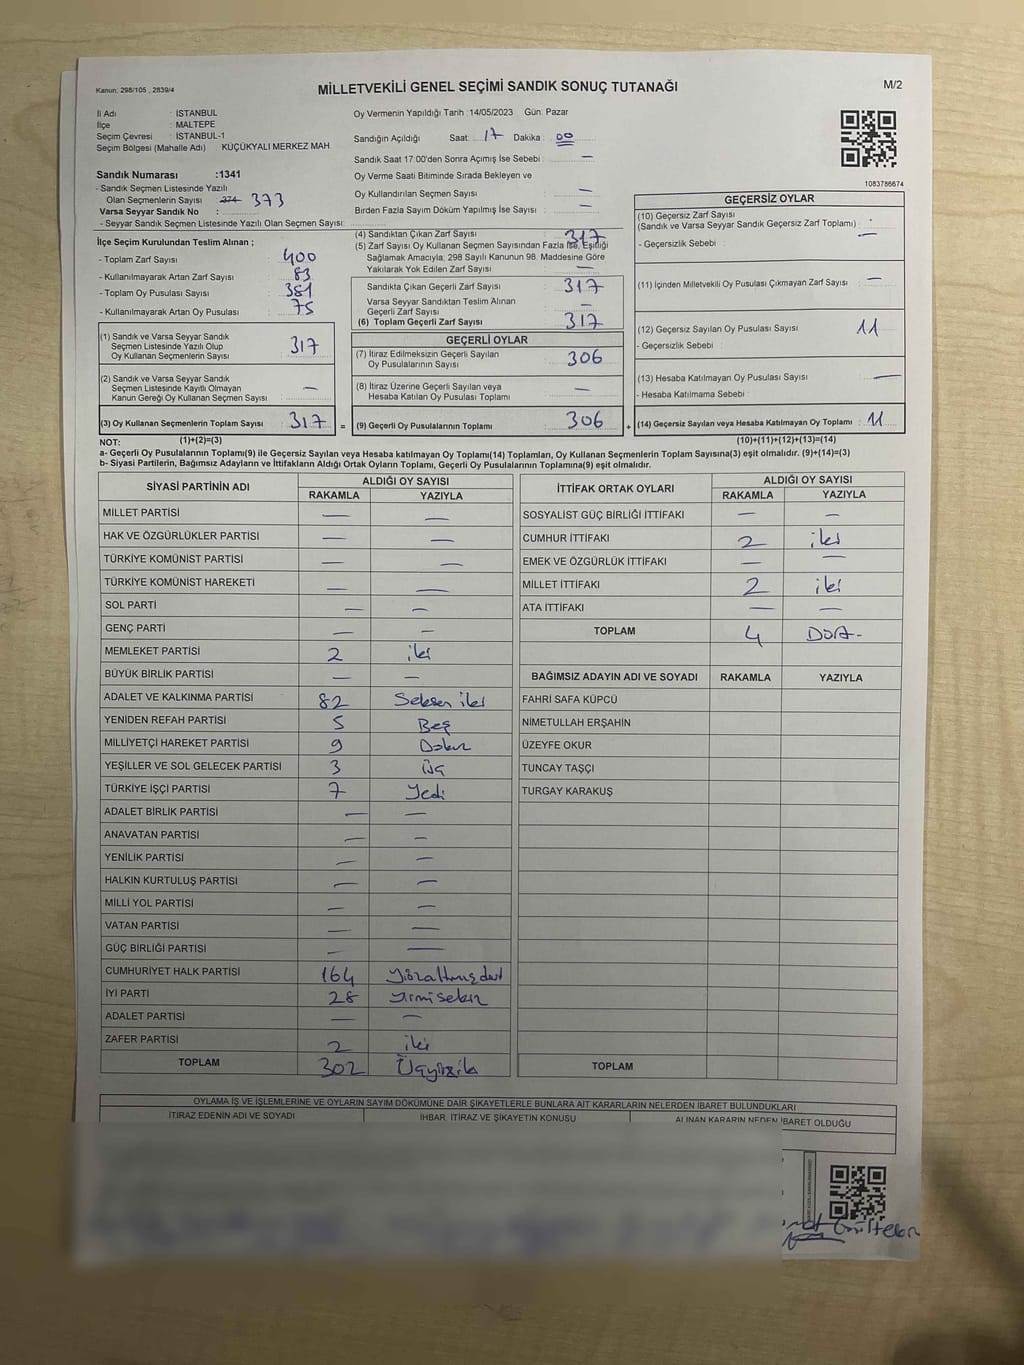 Kanun: 298/105 , 2839/4
MİLLETVEKİLİ GENEL SEÇİMİ SANDIK SONUÇ TUTANAĞI
M/2
İl Adı : İSTANBUL
İlçe : MALTEPE
Seçim Çevresi : İSTANBUL-1
Seçim Bölgesi (Mahalle Adı) KÜÇÜKYALI MERKEZ MAH.
Oy Vermenin Yapıldığı Tarih :14/05/2023 Gün: Pazar
Sandığın Açıldığı Saat: 17 Dakika : 00
Sandık Saat 17:00'den Sonra Açımış İse Sebebi : —
Oy Verme Saati Bitiminde Sırada Bekleyen ve
Oy Kullandırılan Seçmen Sayısı : —
Birden Fazla Sayım Döküm Yapılmış İse Sayısı : —
1083786674
Sandık Numarası :1341
- Sandık Seçmen Listesinde Yazılı
Olan Seçmenlerin Sayısı : 374 373
Varsa Seyyar Sandık No :
- Seyyar Sandık Seçmen Listesinde Yazılı Olan Seçmen Sayısı:
İlçe Seçim Kurulundan Teslim Alınan ;
- Toplam Zarf Sayısı : 400
- Kullanılmayarak Artan Zarf Sayısı : 83
- Toplam Oy Pusulası Sayısı : 381
- Kullanılmayarak Artan Oy Pusulası : 75
(1) Sandık ve Varsa Seyyar Sandık
Seçmen Listesinde Yazılı Olup
Oy Kullanan Seçmenlerin Sayısı : 317
(2) Sandık ve Varsa Seyyar Sandık
Seçmen Listesinde Kayıtlı Olmayan
Kanun Gereği Oy Kullanan Seçmen Sayısı : —
(3) Oy Kullanan Seçmenlerin Toplam Sayısı : 317 =
(4) Sandıktan Çıkan Zarf Sayısı : 317
(5) Zarf Sayısı Oy Kullanan Seçmen Sayısından Fazla İse, Eşitliği
Sağlamak Amacıyla; 298 Sayılı Kanunun 98. Maddesine Göre
Yakılarak Yok Edilen Zarf Sayısı : —
Sandıkta Çıkan Geçerli Zarf Sayısı : 317
Varsa Seyyar Sandıktan Teslim Alınan
Geçerli Zarf Sayısı : —
(6) Toplam Geçerli Zarf Sayısı : 317
GEÇERLİ OYLAR
(7) İtiraz Edilmeksizin Geçerli Sayılan
Oy Pusulalarının Sayısı : 306
(8) İtiraz Üzerine Geçerli Sayılan veya
Hesaba Katılan Oy Pusulası Toplamı : —
(9) Geçerli Oy Pusulalarının Toplamı : 306 +
GEÇERSİZ OYLAR
(10) Geçersiz Zarf Sayısı
(Sandık ve Varsa Seyyar Sandık Geçersiz Zarf Toplamı) : —
- Geçersizlik Sebebi :
(11) İçinden Milletvekili Oy Pusulası Çıkmayan Zarf Sayısı : —
(12) Geçersiz Sayılan Oy Pusulası Sayısı : 11
- Geçersizlik Sebebi :
(13) Hesaba Katılmayan Oy Pusulası Sayısı : —
- Hesaba Katılmama Sebebi :
(14) Geçersiz Sayılan veya Hesaba Katılmayan Oy Toplamı : 11
NOT: (1)+(2)=(3) (10)+(11)+(12)+(13)=(14)
a- Geçerli Oy Pusulalarının Toplamı(9) ile Geçersiz Sayılan veya Hesaba katılmayan Oy Toplamı(14) Toplamları, Oy Kullanan Seçmenlerin Toplam Sayısına(3) eşit olmalıdır. (9)+(14)=(3)
b- Siyasi Partilerin, Bağımsız Adayların ve İttifakların Aldığı Ortak Oyların Toplamı, Geçerli Oy Pusulalarının Toplamına(9) eşit olmalıdır.
SİYASİ PARTİNİN ADI ALDIĞI OY SAYISI
RAKAMLA YAZIYLA
MİLLET PARTİSİ — —
HAK VE ÖZGÜRLÜKLER PARTİSİ — —
TÜRKİYE KOMÜNİST PARTİSİ — —
TÜRKİYE KOMÜNİST HAREKETİ — —
SOL PARTİ — —
GENÇ PARTİ — —
MEMLEKET PARTİSİ 2 iki
BÜYÜK BİRLİK PARTİSİ — —
ADALET VE KALKINMA PARTİSİ 82 Seksen iki
YENİDEN REFAH PARTİSİ 5 Beş
MİLLİYETÇİ HAREKET PARTİSİ 9 Dokuz
YEŞİLLER VE SOL GELECEK PARTİSİ 3 üç
TÜRKİYE İŞÇİ PARTİSİ 7 Yedi
ADALET BİRLİK PARTİSİ — —
ANAVATAN PARTİSİ — —
YENİLİK PARTİSİ — —
HALKIN KURTULUŞ PARTİSİ — —
MİLLİ YOL PARTİSİ — —
VATAN PARTİSİ — —
GÜÇ BİRLİĞİ PARTİSİ — —
CUMHURİYET HALK PARTİSİ 164 Yüzaltmışdört
İYİ PARTİ 28 Yirmisekiz
ADALET PARTİSİ — —
ZAFER PARTİSİ 2 iki
TOPLAM 302 Üçyüziki
İTTİFAK ORTAK OYLARI ALDIĞI OY SAYISI
RAKAMLA YAZIYLA
SOSYALİST GÜÇ BİRLİĞİ İTTİFAKI — —
CUMHUR İTTİFAKI 2 iki
EMEK VE ÖZGÜRLÜK İTTİFAKI — —
MİLLET İTTİFAKI 2 iki
ATA İTTİFAKI — —
TOPLAM 4 Dört-
BAĞIMSIZ ADAYIN ADI VE SOYADI RAKAMLA YAZIYLA
FAHRİ SAFA KÜPCÜ
NİMETULLAH ERŞAHİN
ÜZEYFE OKUR
TUNCAY TAŞÇI
TURGAY KARAKUŞ
TOPLAM
OYLAMA İŞ VE İŞLEMLERİNE VE OYLARIN SAYIM DÖKÜMÜNE DAİR ŞİKAYETLERLE BUNLARA AİT KARARLARIN NELERDEN İBARET BULUNDUKLARI
İTİRAZ EDENİN ADI VE SOYADI İHBAR, İTİRAZ VE ŞİKAYETİN KONUSU ALINAN KARARIN NEDEN İBARET OLDUĞU